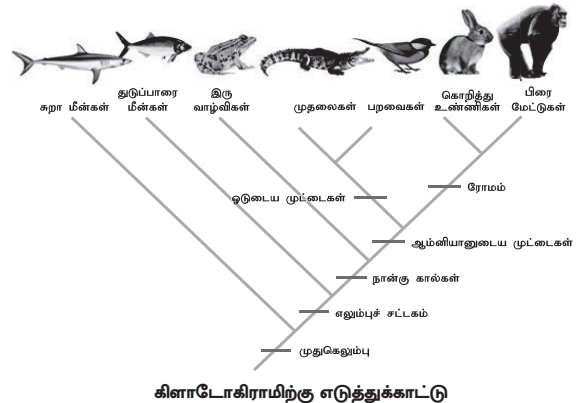 சுறா மீன்கள்
துடுப்பாரை
மீன்கள்
இரு
வாழ்விகள்
முதலைகள்
பறவைகள்
கொறித்து
உண்ணிகள்
பிரை
மேட்டுகள்
ரோமம்
ஓடுடைய முட்டைகள்
ஆம்னியானுடைய முட்டைகள்
நான்கு கால்கள்
எலும்புச் சட்டகம்
முதுகெலும்பு
கிளாடோகிராமிற்கு எடுத்துக்காட்டு